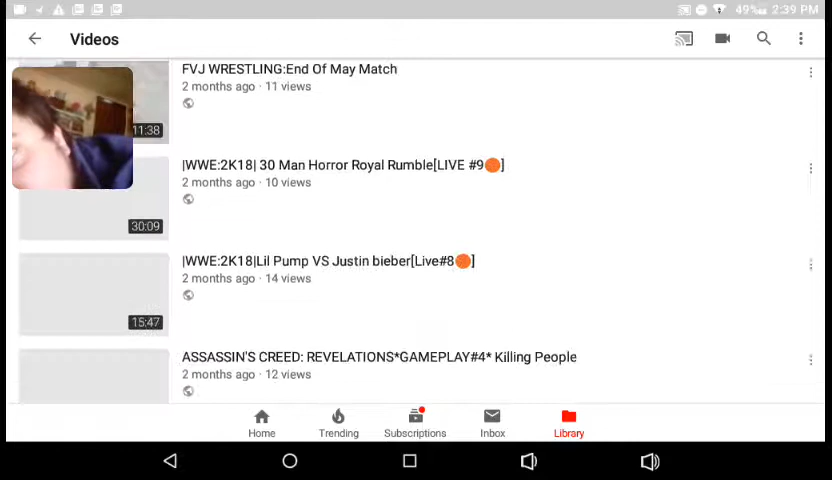 49% 2:39 PM
Videos
FVJ WRESTLING:End Of May Match
2 months ago · 11 views
11:38
|WWE:2K18| 30 Man Horror Royal Rumble[LIVE #9🟠]
2 months ago · 10 views
30:09
|WWE:2K18|Lil Pump VS Justin bieber[Live#8🟠]
2 months ago · 14 views
15:47
ASSASSIN'S CREED: REVELATIONS*GAMEPLAY#4* Killing People
2 months ago · 12 views
Home Trending Subscriptions Inbox Library